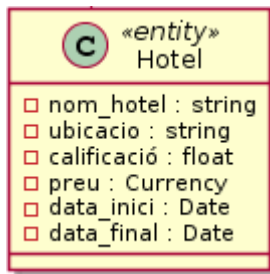 C «entity»
Hotel
nom_hotel : string
ubicacio : string
calificació : float
preu : Currency
data_inici : Date
data_final : Date